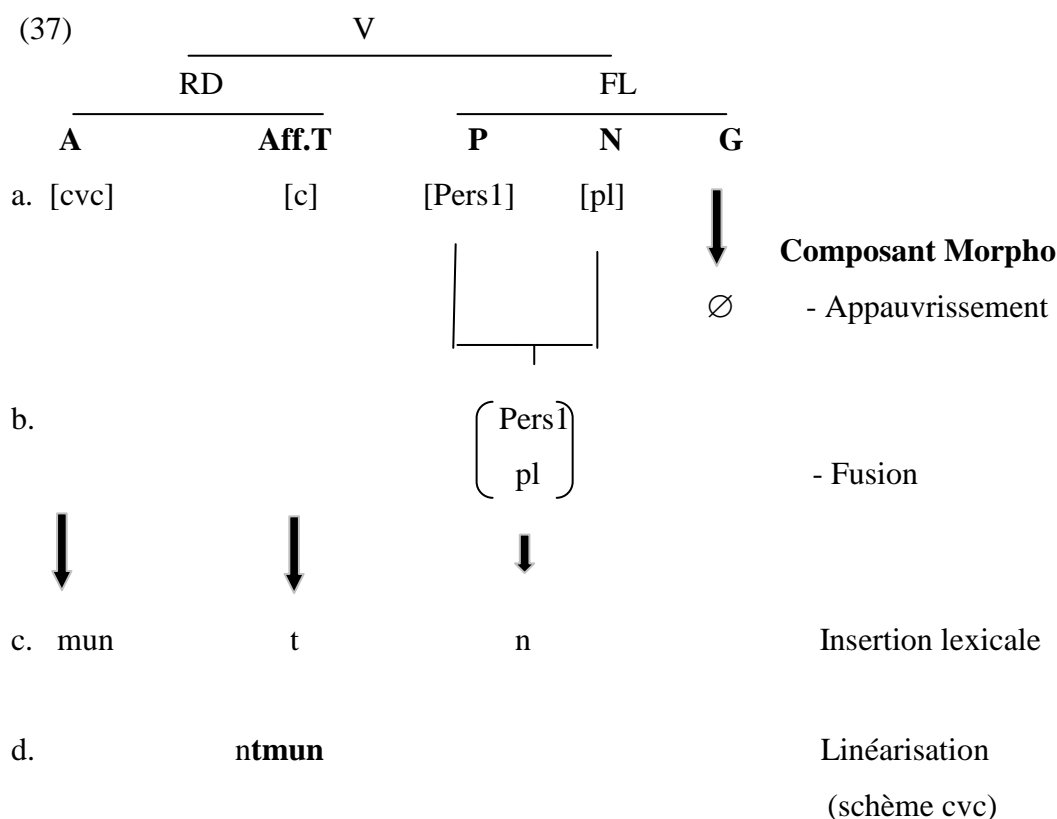 (37) V
RD FL
A Aff.T P N G
a. [cvc] [c] [Pers1] [pl]
Composant Morpho
∅ - Appauvrissement
b. Pers1
pl - Fusion
c. mun t n Insertion lexicale
d. ntmun Linéarisation
(schème cvc)